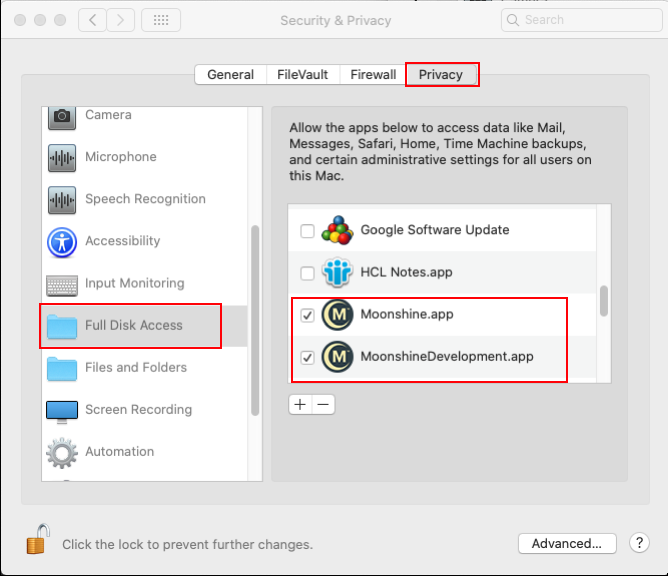 Security & Privacy
Search
General
FileVault
Firewall
Privacy
Camera
Microphone
Speech Recognition
Accessibility
Input Monitoring
Full Disk Access
Files and Folders
Screen Recording
Automation
Allow the apps below to access data like Mail,
Messages, Safari, Home, Time Machine backups,
and certain administrative settings for all users on
this Mac.
Google Software Update
HCL Notes.app
M Moonshine.app
M MoonshineDevelopment.app
+ −
Click the lock to prevent further changes.
Advanced...
?